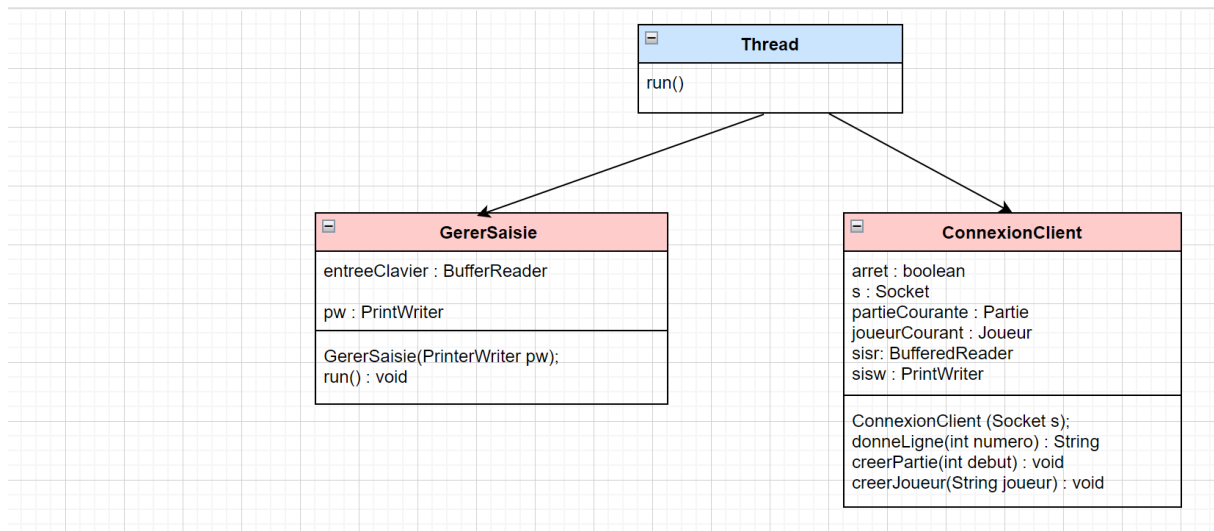 Thread
run()
GererSaisie
entreeClavier : BufferReader
pw : PrintWriter
GererSaisie(PrinterWriter pw);
run() : void
ConnexionClient
arret : boolean
s : Socket
partieCourante : Partie
joueurCourant : Joueur
sisr: BufferedReader
sisw : PrintWriter
ConnexionClient (Socket s);
donneLigne(int numero) : String
creerPartie(int debut) : void
creerJoueur(String joueur) : void